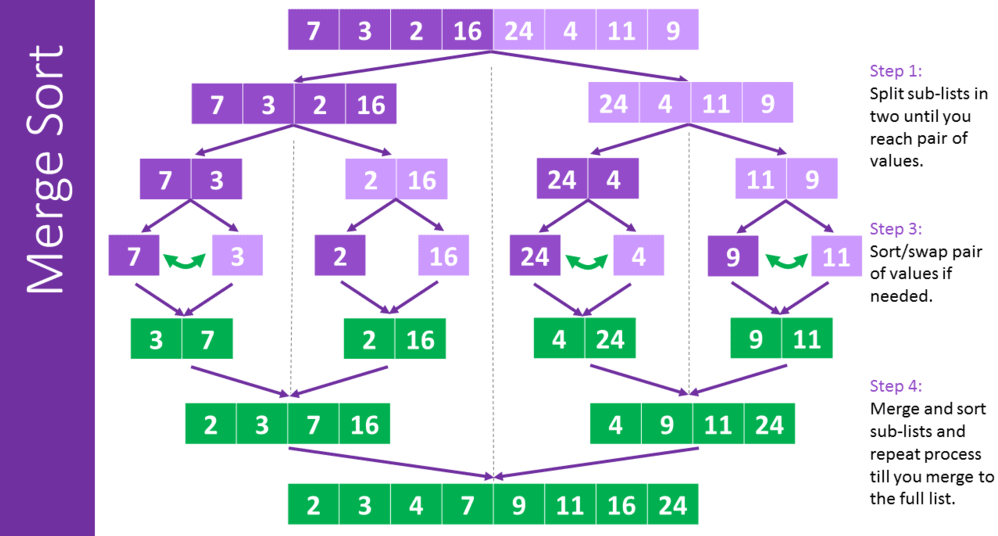 Merge Sort
7 3 2 16 24 4 11 9
Step 1:
Split sub-lists in
two until you
reach pair of
values.
7 3 2 16
24 4 11 9
7 3
2 16
24 4
11 9
Step 3:
Sort/swap pair
of values if
needed.
7 3
2 16
24 4
9 11
3 7
2 16
4 24
9 11
Step 4:
Merge and sort
sub-lists and
repeat process
till you merge to
the full list.
2 3 7 16
4 9 11 24
2 3 4 7 9 11 16 24